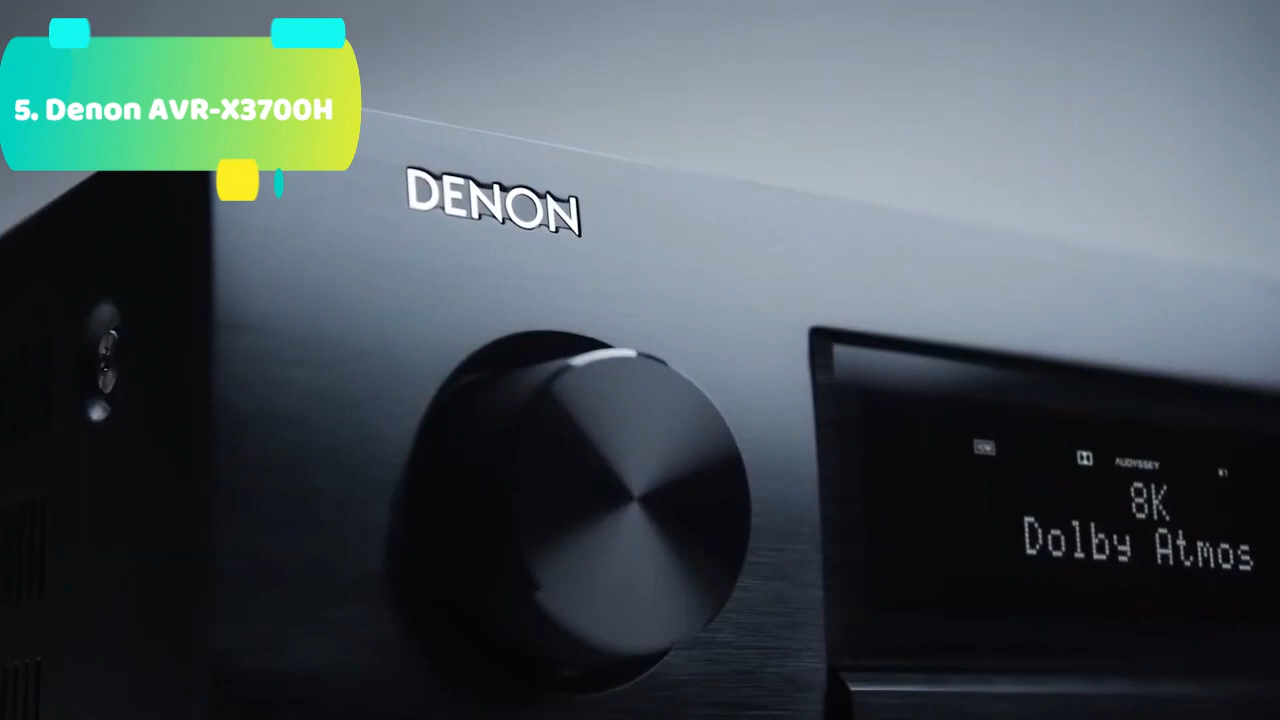 5. Denon AVR-X3700H
DENON
AUDYSSEY
8K
Dolby Atmos